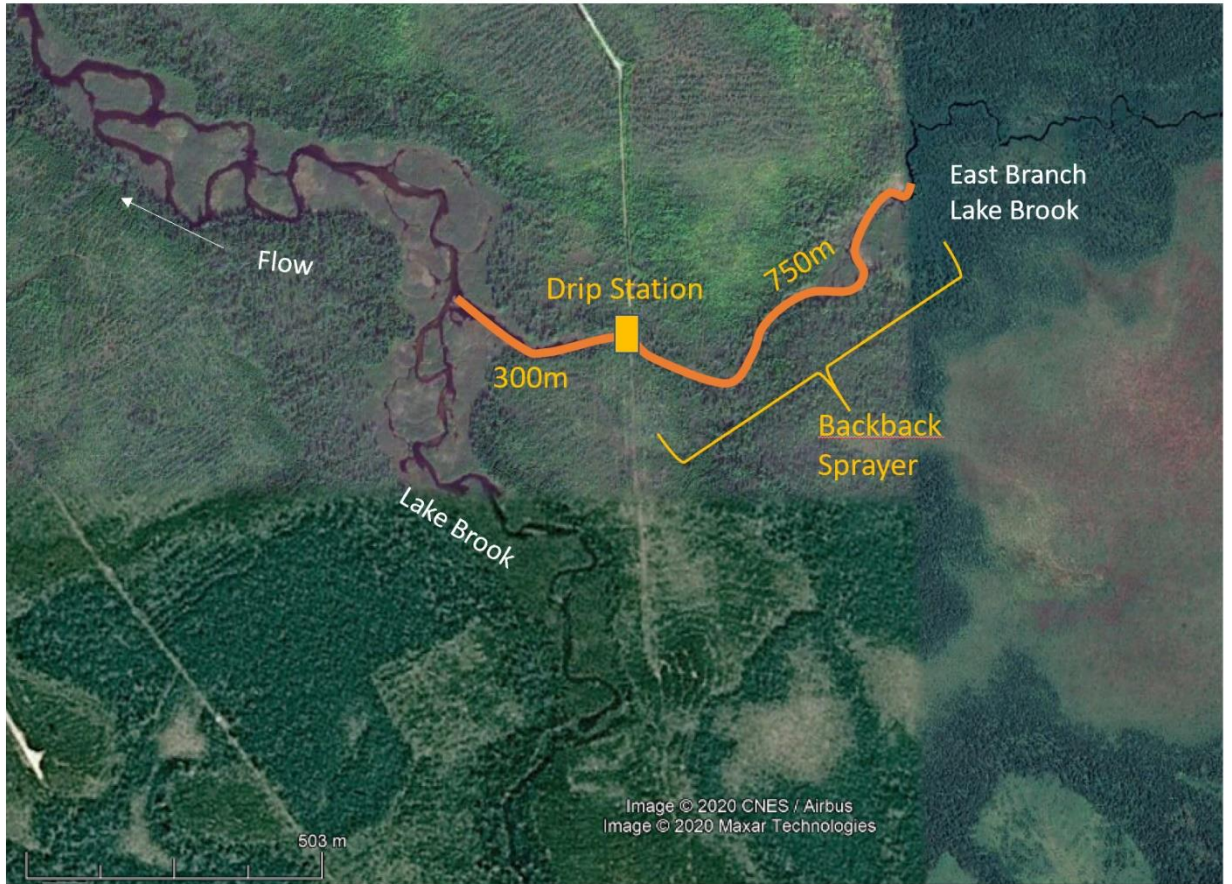 East Branch
Lake Brook
Flow
750m
Drip Station
300m
Backback
Sprayer
Lake Brook
Image © 2020 CNES / Airbus
Image © 2020 Maxar Technologies
503 m